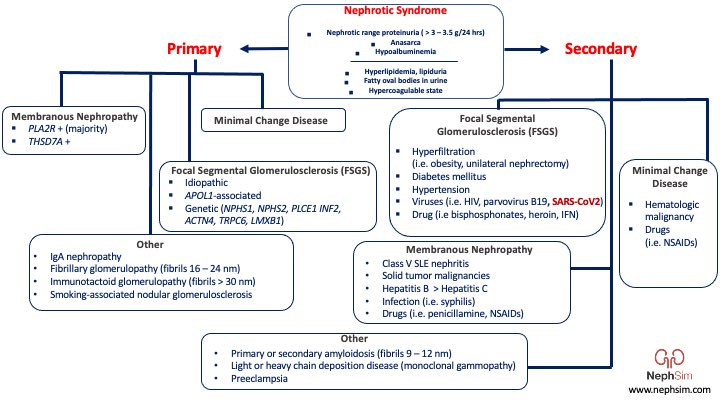 Nephrotic Syndrome
Nephrotic range proteinuria ( > 3 – 3.5 g/24 hrs)
Anasarca
Hypoalbuminemia
Hyperlipidemia, lipiduria
Fatty oval bodies in urine
Hypercoagulable state
Primary
Membranous Nephropathy
PLA2R + (majority)
THSD7A +
Minimal Change Disease
Focal Segmental Glomerulosclerosis (FSGS)
Idiopathic
APOL1-associated
Genetic (NPHS1, NPHS2, PLCE1 INF2,
ACTN4, TRPC6, LMXB1)
Other
IgA nephropathy
Fibrillary glomerulopathy (fibrils 16 – 24 nm)
Immunotactoid glomerulopathy (fibrils > 30 nm)
Smoking-associated nodular glomerulosclerosis
Secondary
Focal Segmental
Glomerulosclerosis (FSGS)
Hyperfiltration
(i.e. obesity, unilateral nephrectomy)
Diabetes mellitus
Hypertension
Viruses (i.e. HIV, parvovirus B19, SARS-CoV2)
Drug (i.e bisphosphonates, heroin, IFN)
Minimal Change
Disease
Hematologic
malignancy
Drugs
(i.e. NSAIDs)
Membranous Nephropathy
Class V SLE nephritis
Solid tumor malignancies
Hepatitis B > Hepatitis C
Infection (i.e. syphilis)
Drugs (i.e. penicillamine, NSAIDs)
Other
Primary or secondary amyloidosis (fibrils 9 – 12 nm)
Light or heavy chain deposition disease (monoclonal gammopathy)
Preeclampsia
NephSim
www.nephsim.com